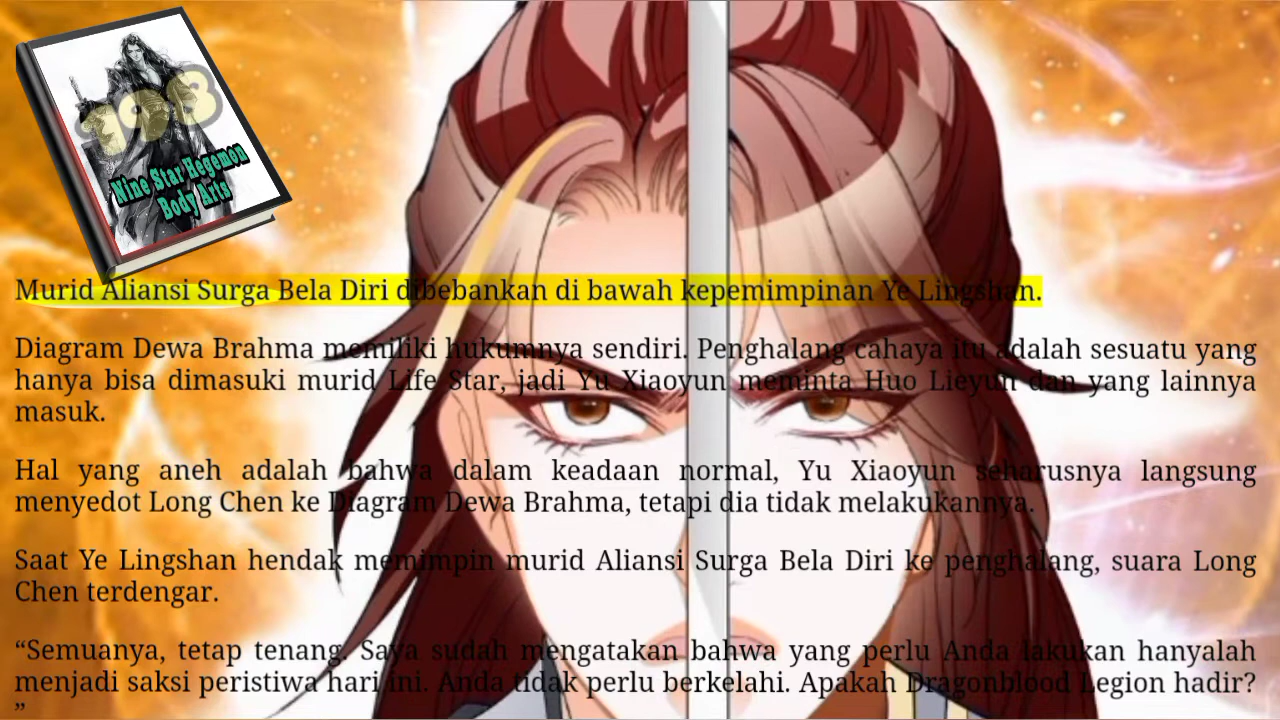 198
Nine Star Hegemon
Body Arts
Murid Aliansi Surga Bela Diri dibebankan di bawah kepemimpinan Ye Lingshan.
Diagram Dewa Brahma memiliki hukumnya sendiri. Penghalang cahaya itu adalah sesuatu yang
hanya bisa dimasuki murid Life Star, jadi Yu Xiaoyun meminta Huo Lieyun dan yang lainnya
masuk.
Hal yang aneh adalah bahwa dalam keadaan normal, Yu Xiaoyun seharusnya langsung
menyedot Long Chen ke Diagram Dewa Brahma, tetapi dia tidak melakukannya.
Saat Ye Lingshan hendak memimpin murid Aliansi Surga Bela Diri ke penghalang, suara Long
Chen terdengar.
“Semuanya, tetap tenang. Saya sudah mengatakan bahwa yang perlu Anda lakukan hanyalah
menjadi saksi peristiwa hari ini. Anda tidak perlu berkelahi. Apakah Dragonblood Legion hadir?
”